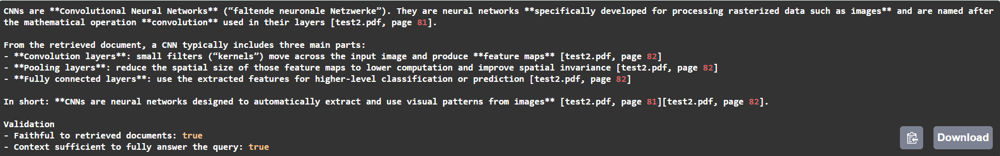 CNNs are **Convolutional Neural Networks** (“faltende neuronale Netzwerke”). They are neural networks **specifically developed for processing rasterized data such as images** and are named after
the mathematical operation **convolution** used in their layers [test2.pdf, page 81].
From the retrieved document, a CNN typically includes three main parts:
- **Convolution layers**: small filters (“kernels”) move across the input image and produce **feature maps** [test2.pdf, page 82]
- **Pooling layers**: reduce the spatial size of those feature maps to lower computation and improve spatial invariance [test2.pdf, page 82]
- **Fully connected layers**: use the extracted features for higher-level classification or prediction [test2.pdf, page 82]
In short: **CNNs are neural networks designed to automatically extract and use visual patterns from images** [test2.pdf, page 81][test2.pdf, page 82].
Validation
- Faithful to retrieved documents: true
- Context sufficient to fully answer the query: true
Download